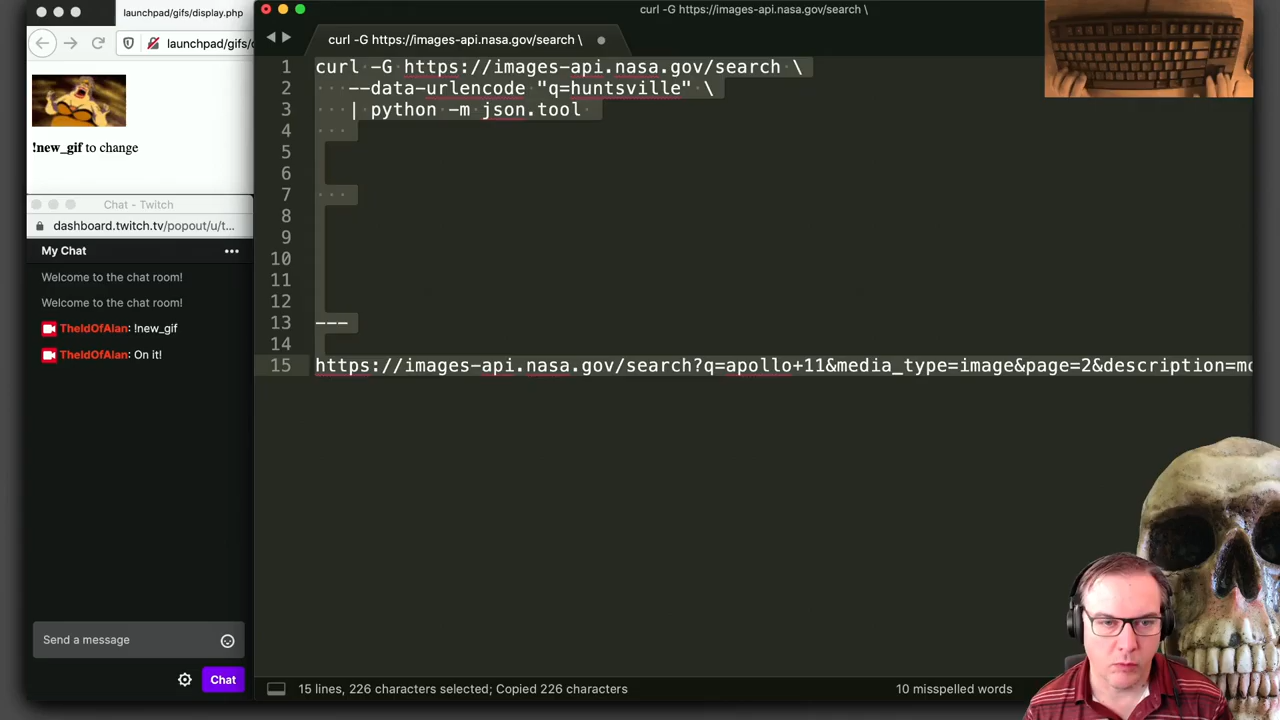 launchpad/gifs/display.php
launchpad/gifs/
!new_gif to change
Chat - Twitch
dashboard.twitch.tv/popout/u/t...
My Chat
Welcome to the chat room!
Welcome to the chat room!
TheIdOfAlan: !new_gif
TheIdOfAlan: On it!
Send a message
Chat
curl -G https://images-api.nasa.gov/search \
curl -G https://images-api.nasa.gov/search \
1 curl -G https://images-api.nasa.gov/search \
2 --data-urlencode "q=huntsville" \
3 | python -m json.tool
4
5
6
7
8
9
10
11
12
13 ---
14
15 https://images-api.nasa.gov/search?q=apollo+11&media_type=image&page=2&description=mo
15 lines, 226 characters selected; Copied 226 characters
10 misspelled words